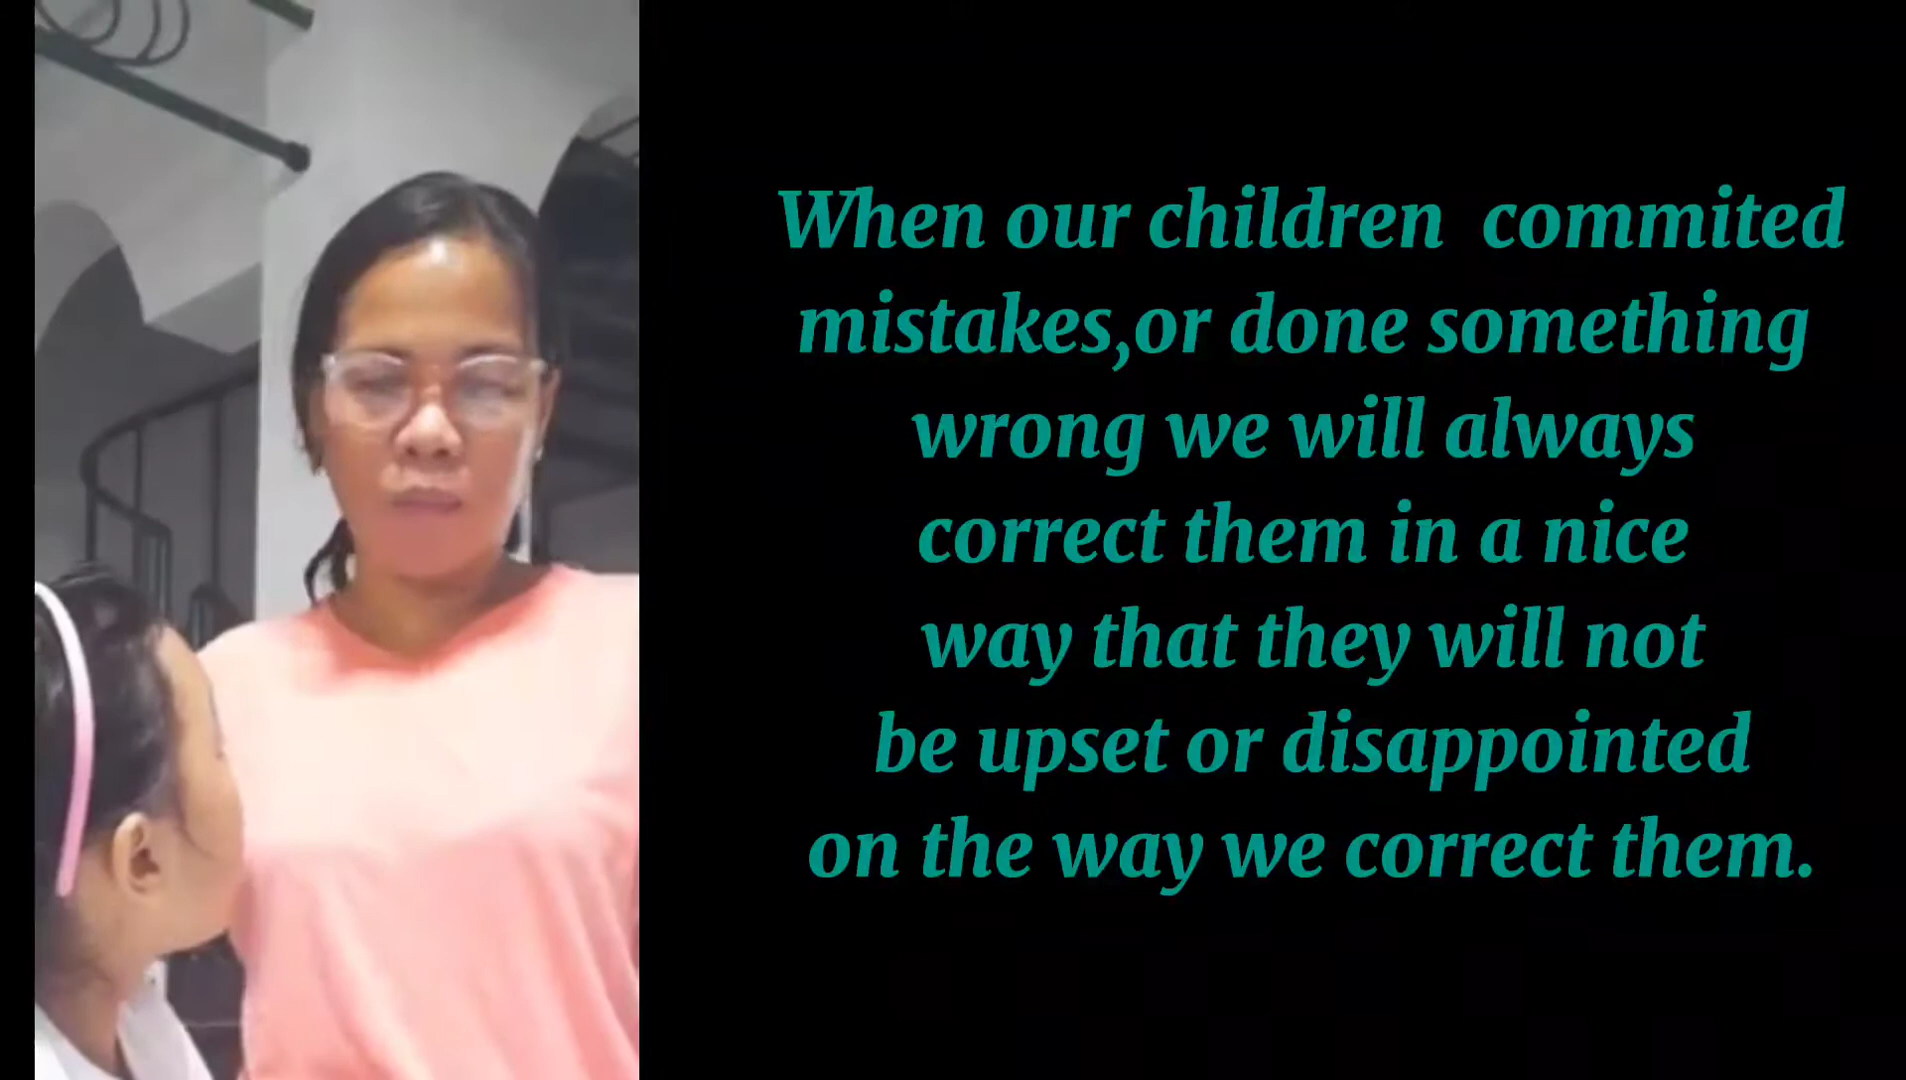 When our children  commited
mistakes,or done something
wrong we will always
correct them in a nice
way that they will not
be upset or disappointed
on the way we correct them.